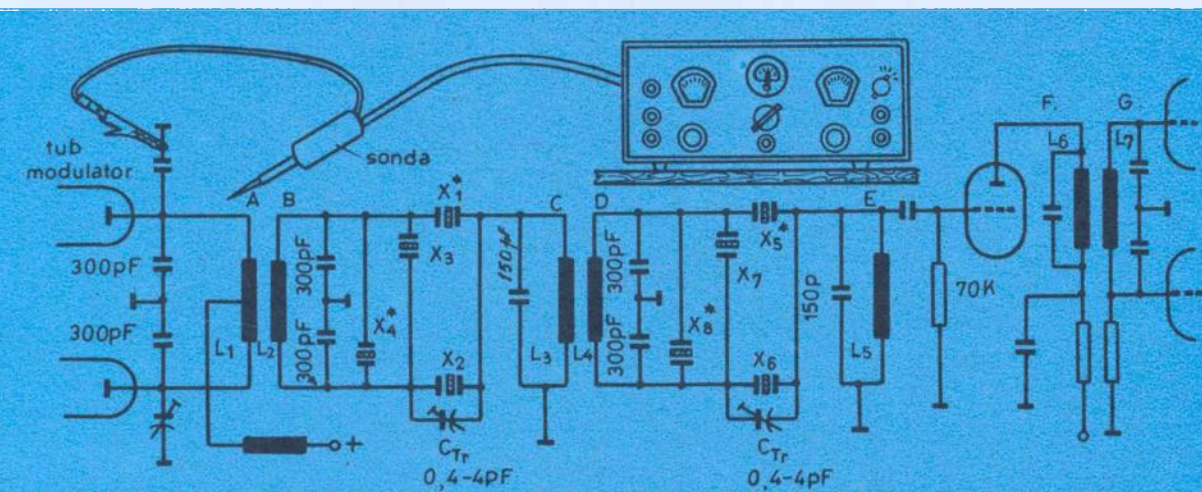 tub
modulator
sonda
A
B
X1*
X3
300pF
300pF
L1
L2
300pF
300pF
X4*
X2
CTr
0,4-4pF
+
150pF
C
D
L3
L4
300pF
300pF
X5*
X7
X8*
X6
CTr
0,4-4pF
150p
E
L5
70K
F.
L6
G.
L7